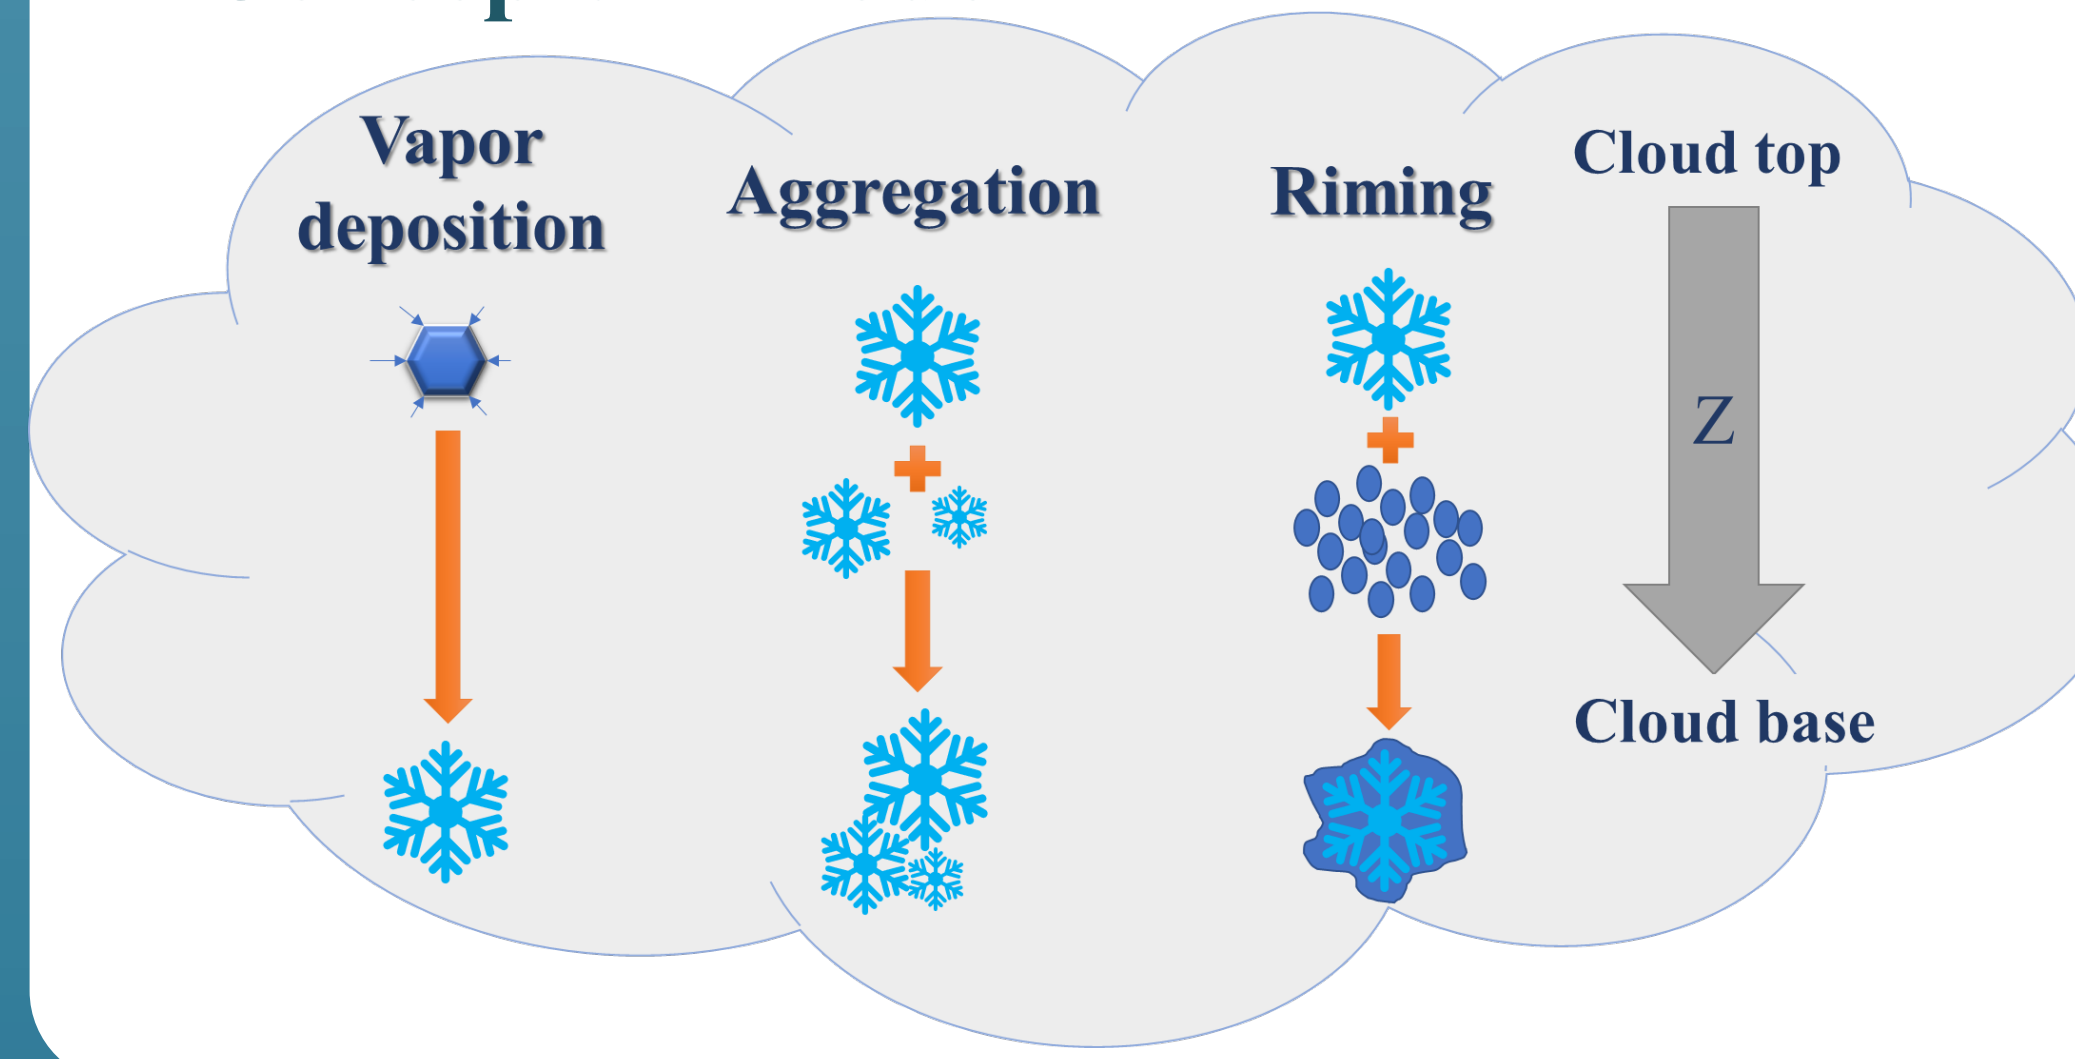 Vapor
deposition
Aggregation
Riming
Cloud top
Z
Cloud base